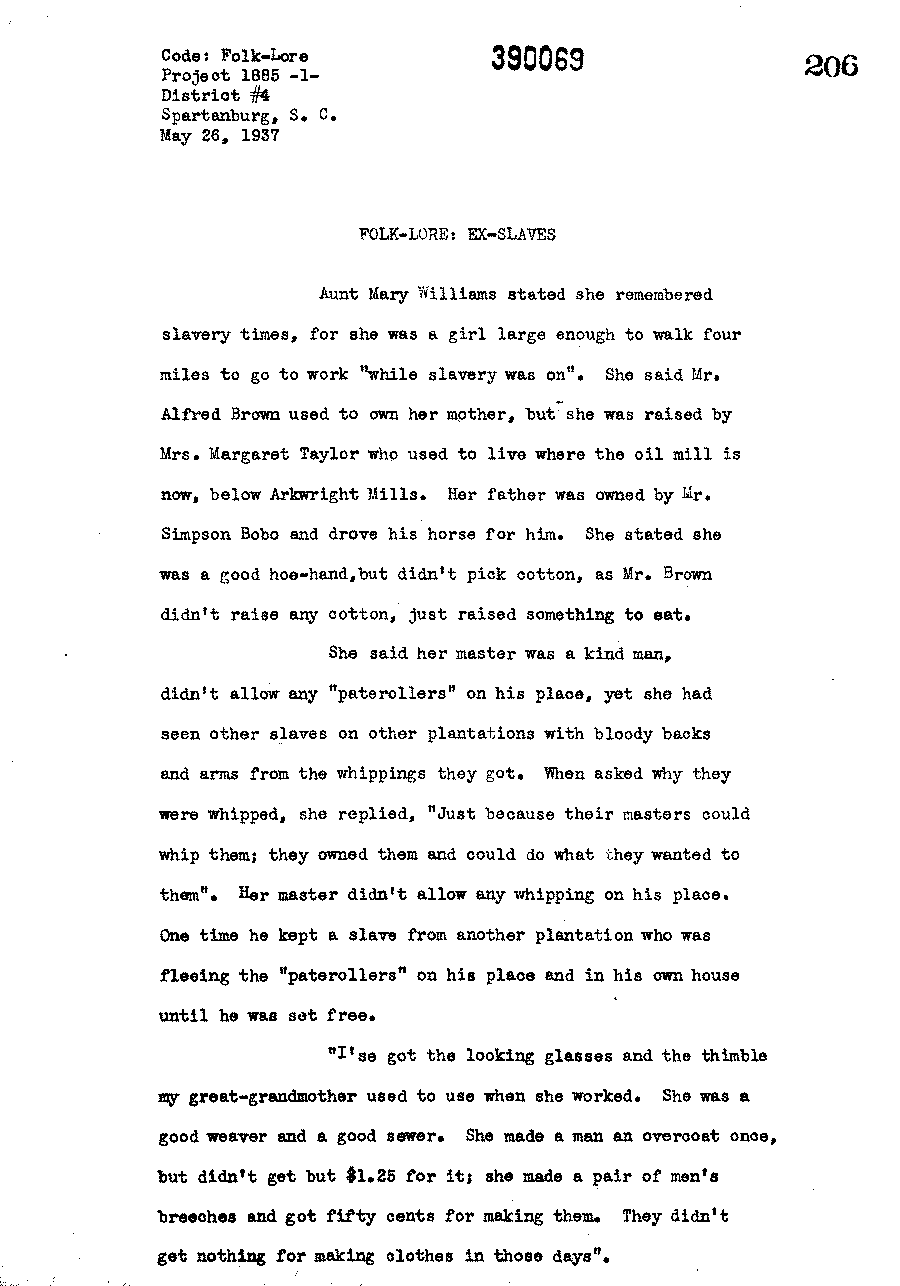 Code: Folk-Lore
Project 1885 -1-
District #4
Spartanburg, S. C.
May 26, 1937
390069
206
FOLK-LORE: EX-SLAVES
Aunt Mary Williams stated she remembered
slavery times, for she was a girl large enough to walk four
miles to go to work "while slavery was on". She said Mr.
Alfred Brown used to own her mother, but she was raised by
Mrs. Margaret Taylor who used to live where the oil mill is
now, below Arkwright Mills. Her father was owned by Mr.
Simpson Bobo and drove his horse for him. She stated she
was a good hoe-hand,but didn't pick cotton, as Mr. Brown
didn't raise any cotton, just raised something to eat.
She said her master was a kind man,
didn't allow any "paterollers" on his place, yet she had
seen other slaves on other plantations with bloody backs
and arms from the whippings they got. When asked why they
were whipped, she replied, "Just because their masters could
whip them; they owned them and could do what they wanted to
them". Her master didn't allow any whipping on his place.
One time he kept a slave from another plantation who was
fleeing the "paterollers" on his place and in his own house
until he was set free.
"I'se got the looking glasses and the thimble
my great-grandmother used to use when she worked. She was a
good weaver and a good sewer. She made a man an overcoat once,
but didn't get but $1.25 for it; she made a pair of men's
breeches and got fifty cents for making them. They didn't
get nothing for making clothes in those days".